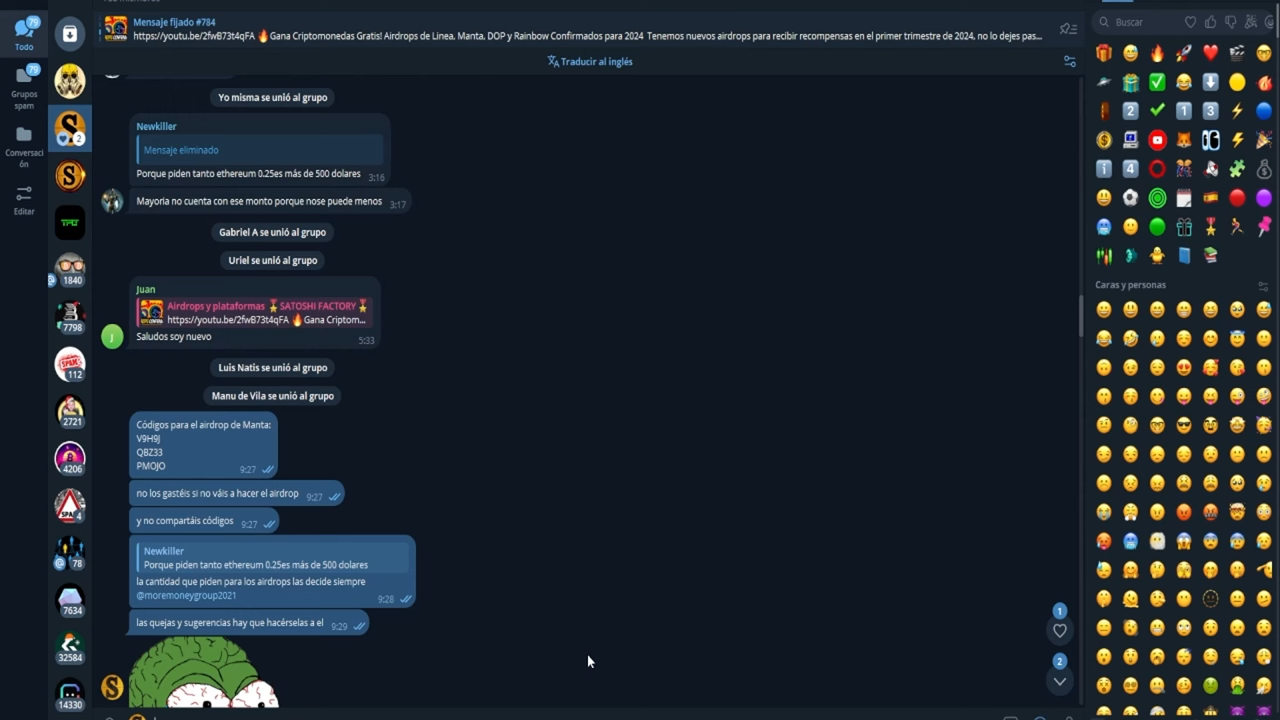 Mensaje fijado #784
https://youtu.be/2fwB73t4qFA 🔥Gana Criptomonedas Gratis! Airdrops de Linea, Manta, DOP y Rainbow Confirmados para 2024 Tenemos nuevos airdrops para recibir recompensas en el primer trimestre de 2024, no lo dejes pas...
Traducir al inglés
79
Todo
79
Grupos
spam
Conversaci
ón
Editar
2
TPU
1840
7798
SPAM
112
2721
4206
4
@ 78
7634
32584
14330
Yo misma se unió al grupo
Newkiller
Mensaje eliminado
Porque piden tanto ethereum 0.25es más de 500 dolares 3:16
Mayoria no cuenta con ese monto porque nose puede menos 3:17
Gabriel A se unió al grupo
Uriel se unió al grupo
Juan
Airdrops y plataformas 🎖️SATOSHI FACTORY🎖️
https://youtu.be/2fwB73t4qFA 🔥Gana Criptom...
J
Saludos soy nuevo 5:33
Luis Natis se unió al grupo
Manu de Vila se unió al grupo
Códigos para el airdrop de Manta:
V9H9J
QBZ33
PMOJO 9:27
no los gastéis si no váis a hacer el airdrop 9:27
y no compartáis códigos 9:27
Newkiller
Porque piden tanto ethereum 0.25es más de 500 dolares
la cantidad que piden para los airdrops las decide siempre
@moremoneygroup2021 9:28
las quejas y sugerencias hay que hacérselas a el 9:29
1
2
Buscar
Caras y personas